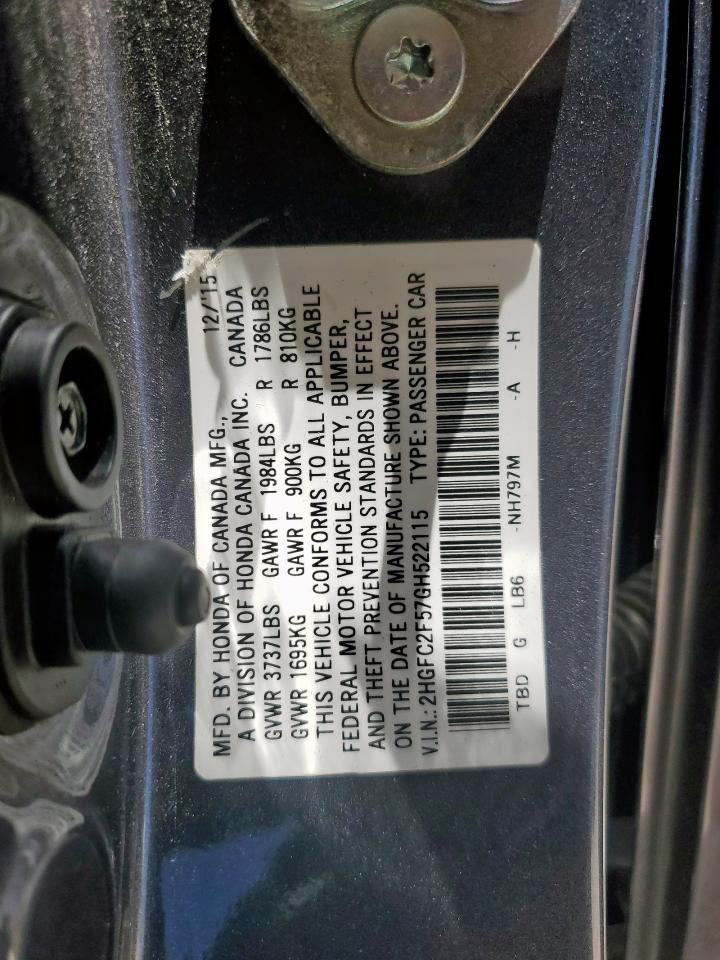 MFD. BY HONDA OF CANADA MFG., 12/'15
A DIVISION OF HONDA CANADA INC. CANADA
GVWR 3737LBS GAWR F 1984LBS R 1786LBS
GVWR 1695KG GAWR F 900KG R 810KG
THIS VEHICLE CONFORMS TO ALL APPLICABLE
FEDERAL MOTOR VEHICLE SAFETY, BUMPER,
AND THEFT PREVENTION STANDARDS IN EFFECT
ON THE DATE OF MANUFACTURE SHOWN ABOVE.
V.I.N.: 2HGFC2F57GH522115 TYPE: PASSENGER CAR
TBD G LB6 -NH797M -A -H